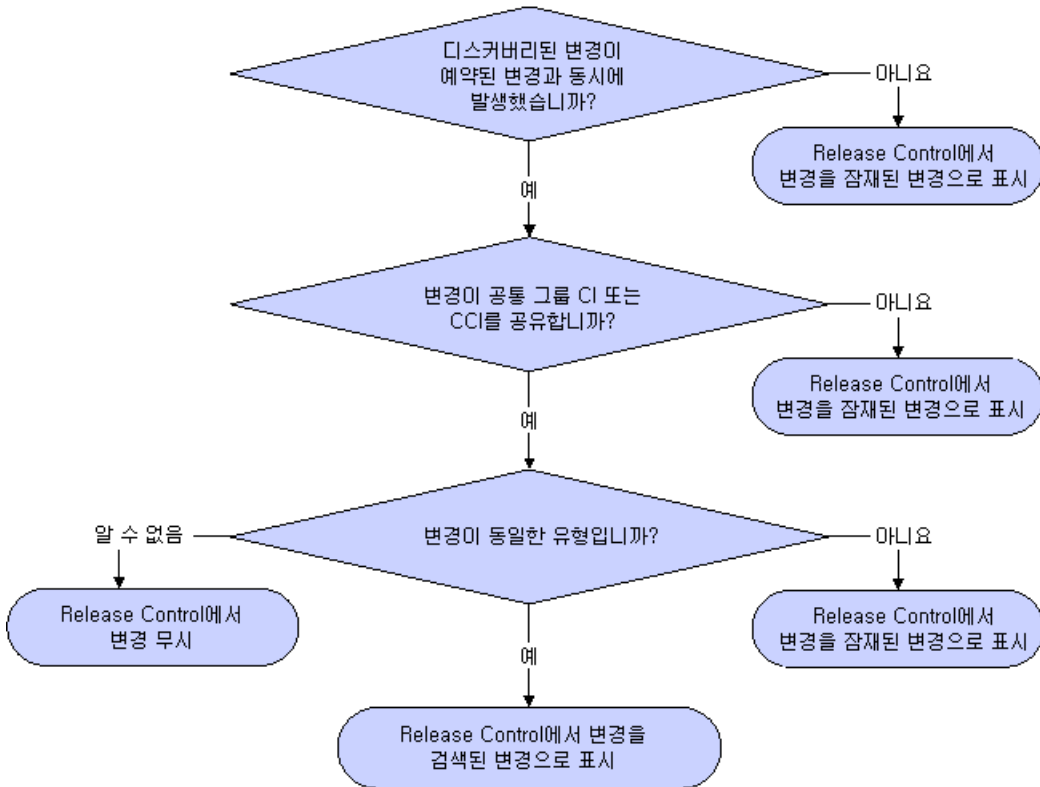 디스커버리된 변경이
예약된 변경과 동시에
발생했습니까?
아니요
Release Control에서
변경을 잠재된 변경으로 표시
예
변경이 공통 그룹 CI 또는
CCI를 공유합니까?
아니요
Release Control에서
변경을 잠재된 변경으로 표시
예
알 수 없음
변경이 동일한 유형입니까?
아니요
Release Control에서
변경 무시
Release Control에서
변경을 잠재된 변경으로 표시
예
Release Control에서 변경을
검색된 변경으로 표시